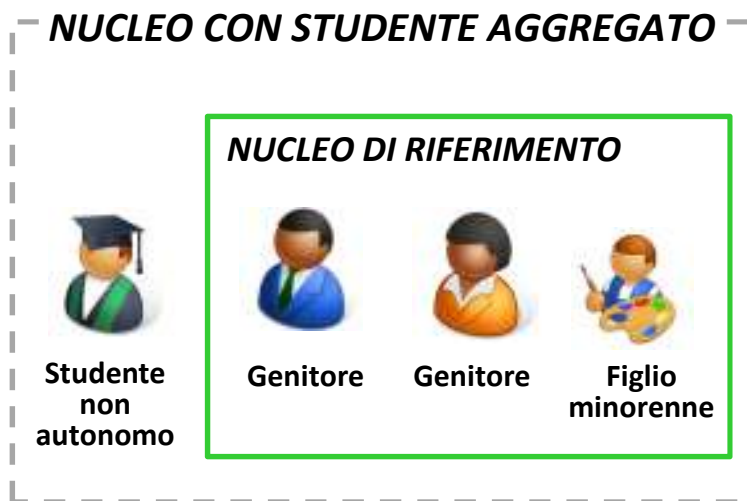 NUCLEO CON STUDENTE AGGREGATO
NUCLEO DI RIFERIMENTO
Studente
non
autonomo
Genitore
Genitore
Figlio
minorenne